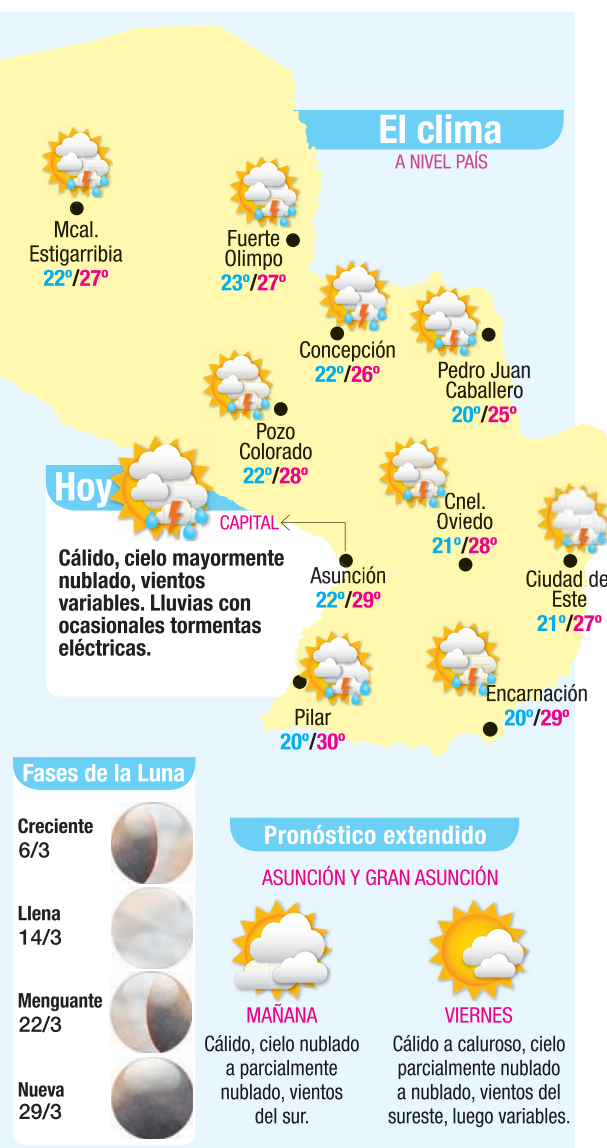 El clima
A NIVEL PAÍS
Mcal.
Estigarribia
22º/27º
Fuerte
Olimpo
23º/27º
Concepción
22º/26º
Pedro Juan
Caballero
20º/25º
Pozo
Colorado
22º/28º
Cnel.
Oviedo
21º/28º
Hoy
CAPITAL
Cálido, cielo mayormente
nublado, vientos
variables. Lluvias con
ocasionales tormentas
eléctricas.
Asunción
22º/29º
Ciudad de
Este
21º/27º
Pilar
20º/30º
Encarnación
20º/29º
Fases de la Luna
Creciente
6/3
Llena
14/3
Menguante
22/3
Nueva
29/3
Pronóstico extendido
ASUNCIÓN Y GRAN ASUNCIÓN
MAÑANA
Cálido, cielo nublado
a parcialmente
nublado, vientos
del sur.
VIERNES
Cálido a caluroso, cielo
parcialmente nublado
a nublado, vientos del
sureste, luego variables.